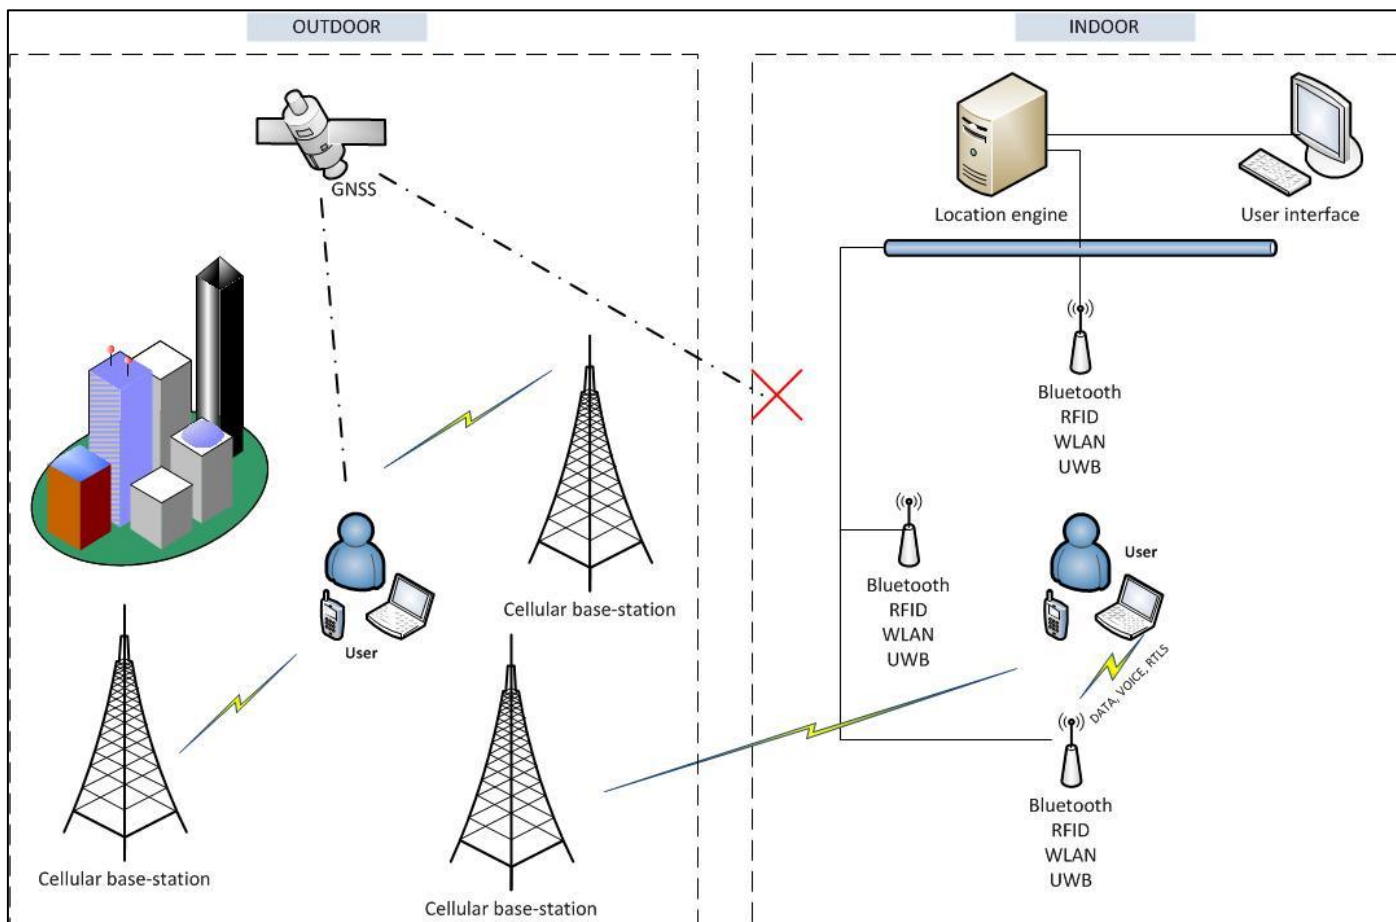 OUTDOOR
INDOOR
GNSS
Location engine
User interface
Bluetooth
RFID
WLAN
UWB
Bluetooth
RFID
WLAN
UWB
User
Cellular base-station
User
DATA, VOICE, RTLS
Bluetooth
RFID
WLAN
UWB
Cellular base-station
Cellular base-station